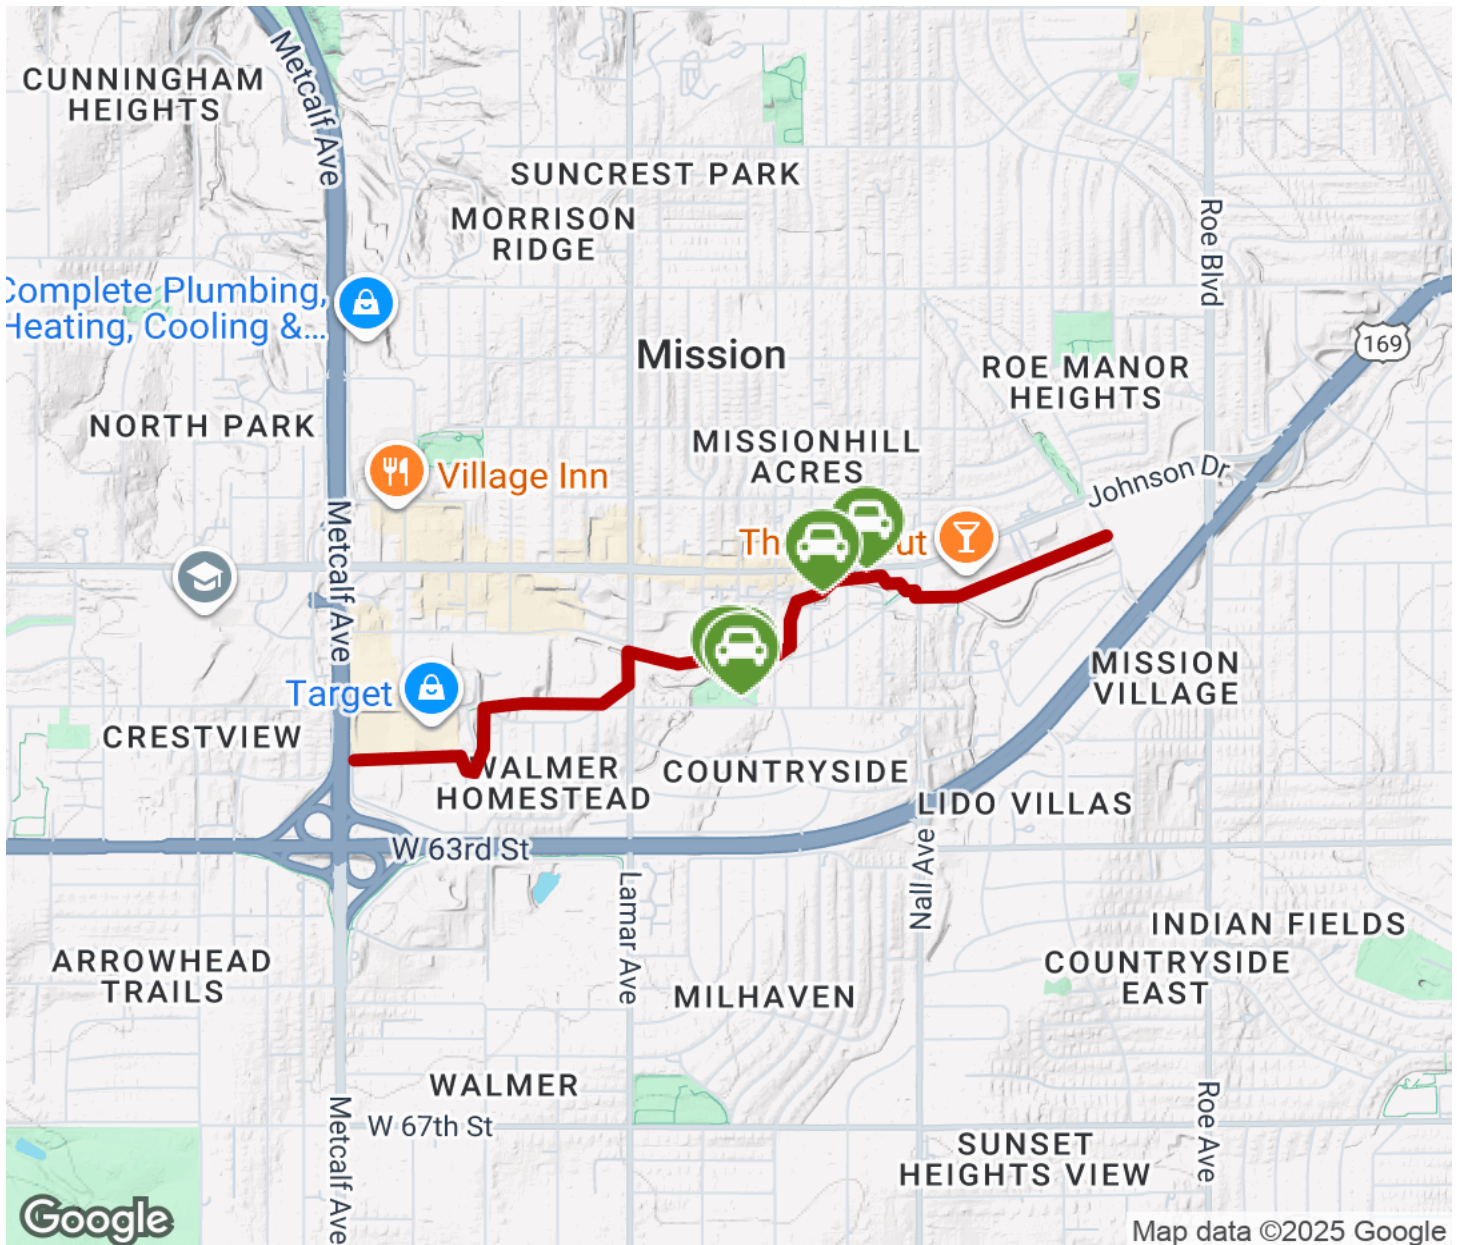 Metcalf Ave
CUNNINGHAM
HEIGHTS
SUNCREST PARK
MORRISON
RIDGE
Roe Blvd
Complete Plumbing,
Heating, Cooling &...
169
Mission
ROE MANOR
HEIGHTS
NORTH PARK
MISSIONHILL
ACRES
Village Inn
Johnson Dr
Metcalf Ave
Th
ut
Target
MISSION
VILLAGE
CRESTVIEW
WALMER
HOMESTEAD
COUNTRYSIDE
LIDO VILLAS
W 63rd St
Nall Ave
Lamar Ave
INDIAN FIELDS
ARROWHEAD
TRAILS
COUNTRYSIDE
EAST
MILHAVEN
WALMER
W 67th St
Metcalf Ave
Roe Ave
SUNSET
HEIGHTS VIEW
Google
Map data ©2025 Google